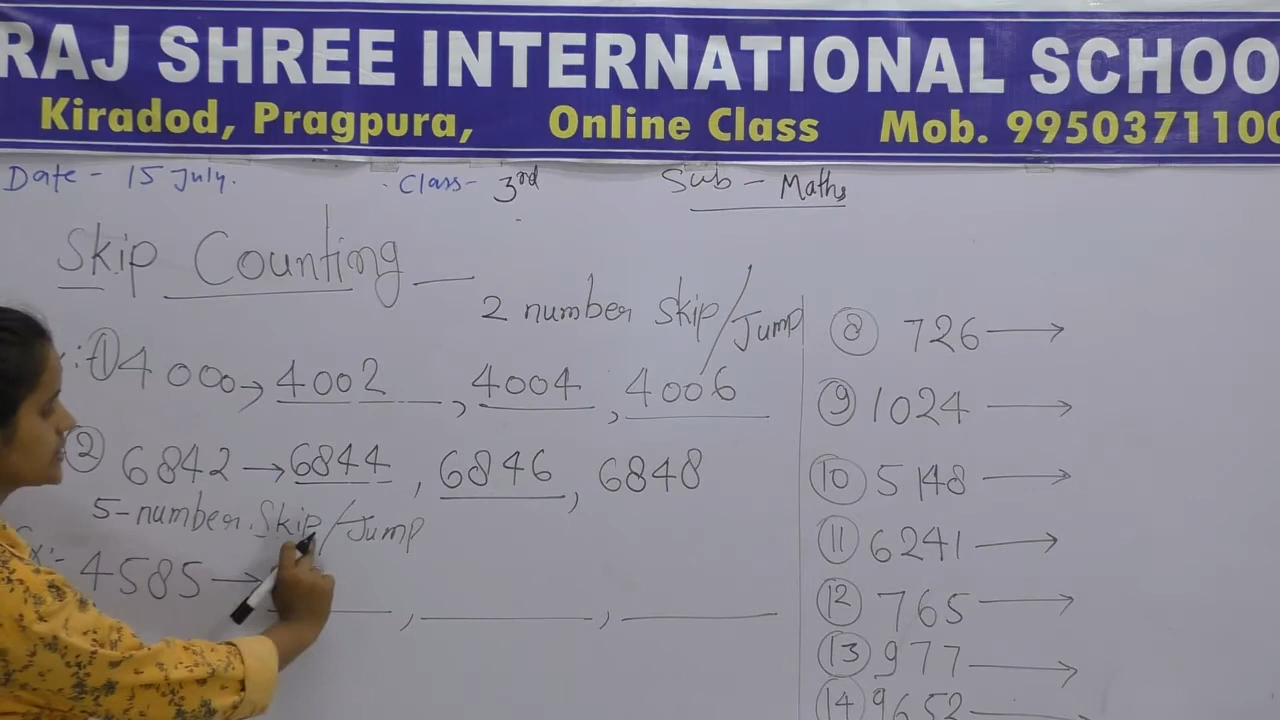 RAJ SHREE INTERNATIONAL SCHOO
Kiradod, Pragpura, Online Class Mob. 9950371100
Date - 15 July. Class - 3rd Sub - Maths
Skip Counting -
2 number Skip/Jump
1 4000 → 4002, 4004, 4006
2 6842 → 6844, 6846, 6848
5-number Skip/Jump
4585 →
8 726 →
9 1024 →
10 5148 →
11 6241 →
12 765 →
13 977 →
14 9652 →